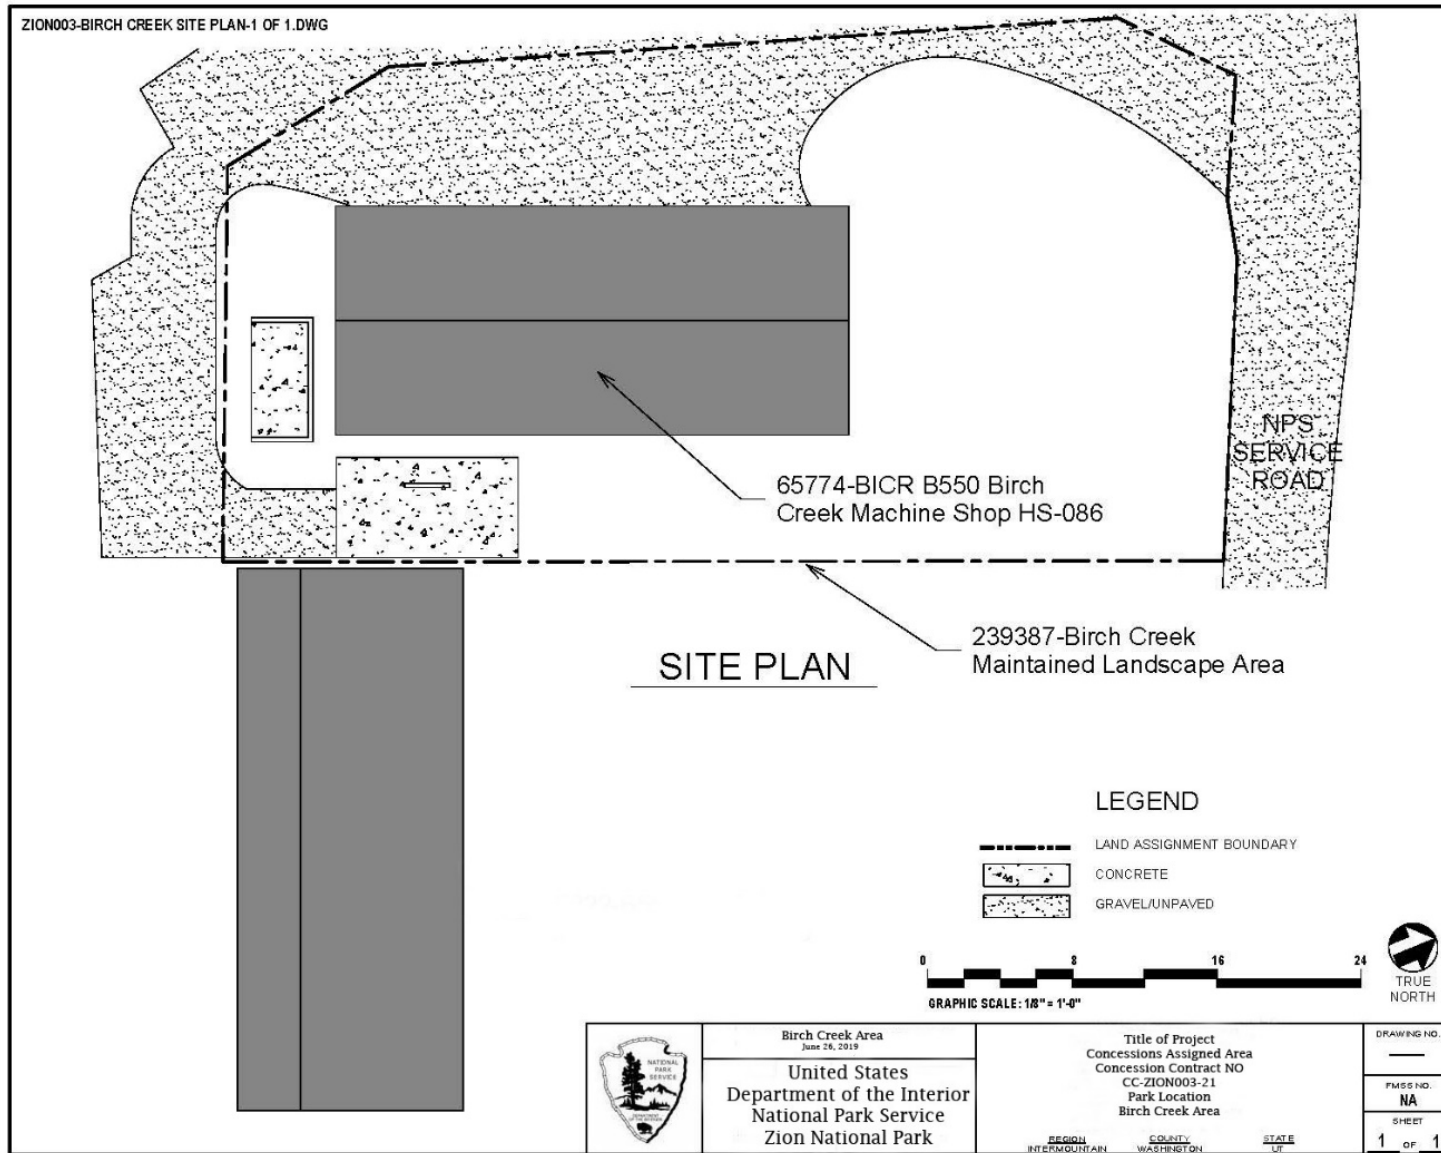 ZION003-BIRCH CREEK SITE PLAN-1 OF 1.DWG
NPS
SERVICE
ROAD
65774-BICR B550 Birch
Creek Machine Shop HS-086
239387-Birch Creek
Maintained Landscape Area
SITE PLAN
LEGEND
LAND ASSIGNMENT BOUNDARY
CONCRETE
GRAVEL/UNPAVED
0 8 16 24
GRAPHIC SCALE: 1/8" = 1'-0"
TRUE
NORTH
NATIONAL
PARK
SERVICE
Birch Creek Area
June 26, 2019
United States
Department of the Interior
National Park Service
Zion National Park
Title of Project
Concessions Assigned Area
Concession Contract NO
CC-ZION003-21
Park Location
Birch Creek Area
REGION COUNTY STATE
INTERMOUNTAIN WASHINGTON UT
DRAWING NO.
FMSS NO.
NA
SHEET
1 OF 1